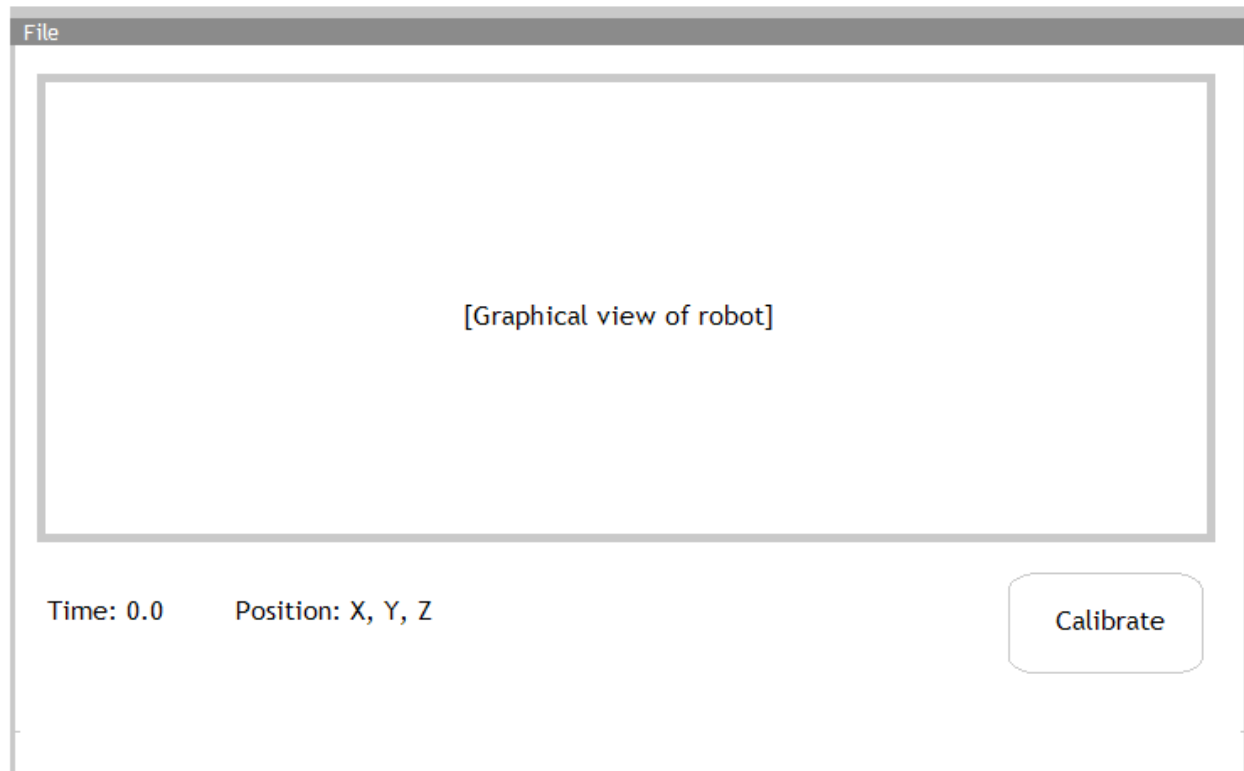 File
[Graphical view of robot]
Time: 0.0 Position: X, Y, Z
Calibrate